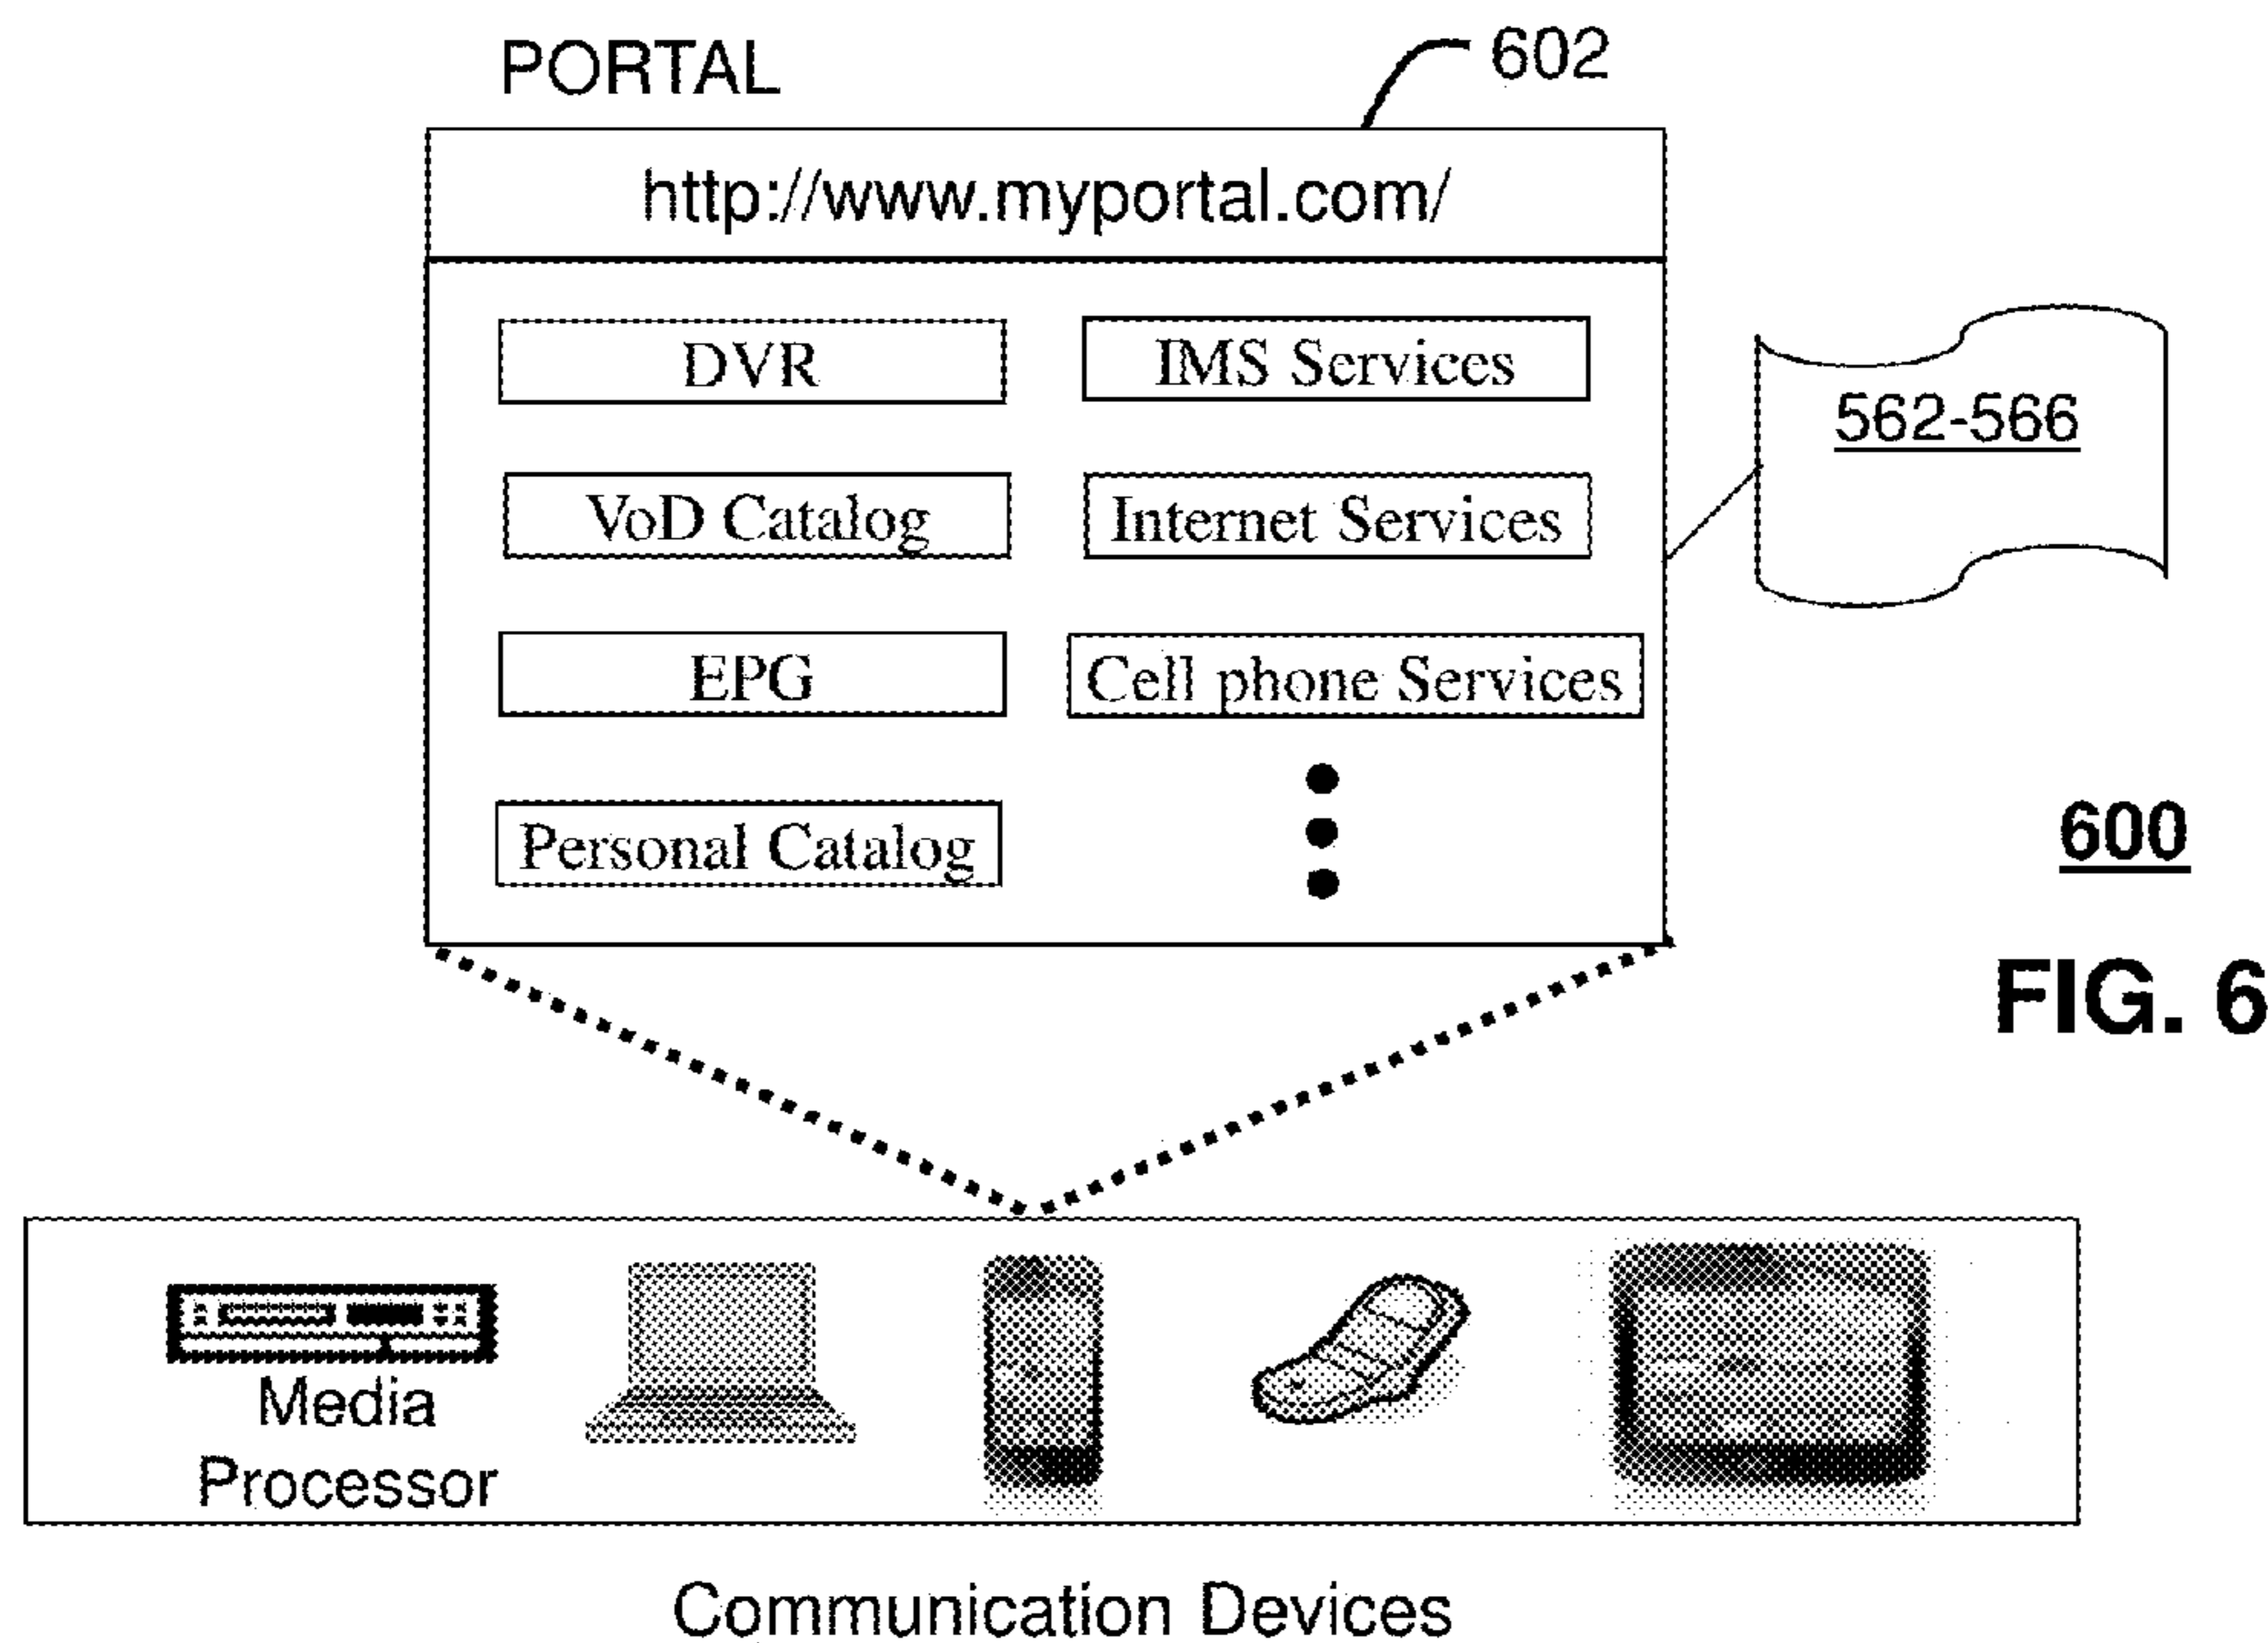 PORTAL
602
http://www.myportal.com/
DVR
IMS Services
562-566
VoD Catalog
Internet Services
EPG
Cell phone Services
Personal Catalog
600
FIG. 6
Media
Processor
Communication Devices